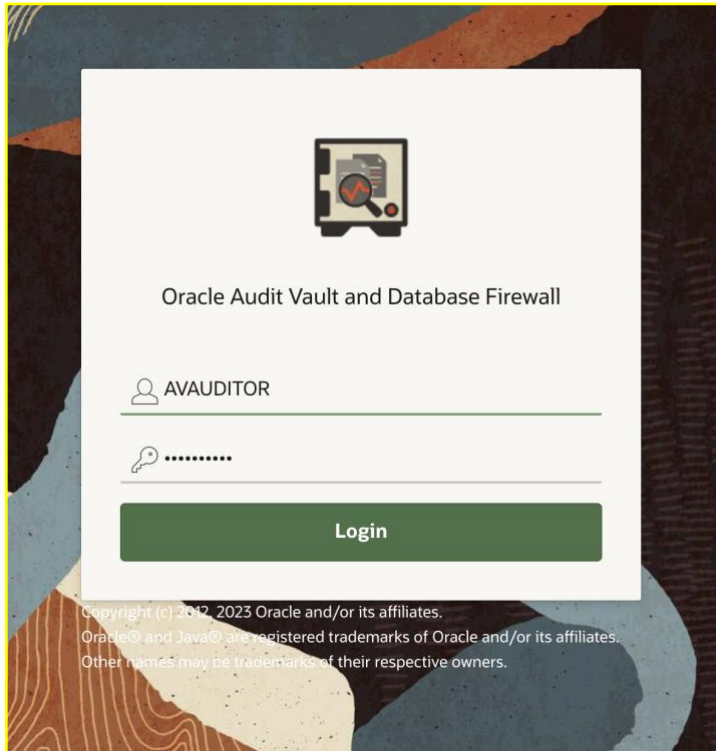 Oracle Audit Vault and Database Firewall
AVAUDITOR
••••••••••
Login
Copyright (c) 2012, 2023 Oracle and/or its affiliates.
Oracle® and Java® are registered trademarks of Oracle and/or its affiliates.
Other names may be trademarks of their respective owners.